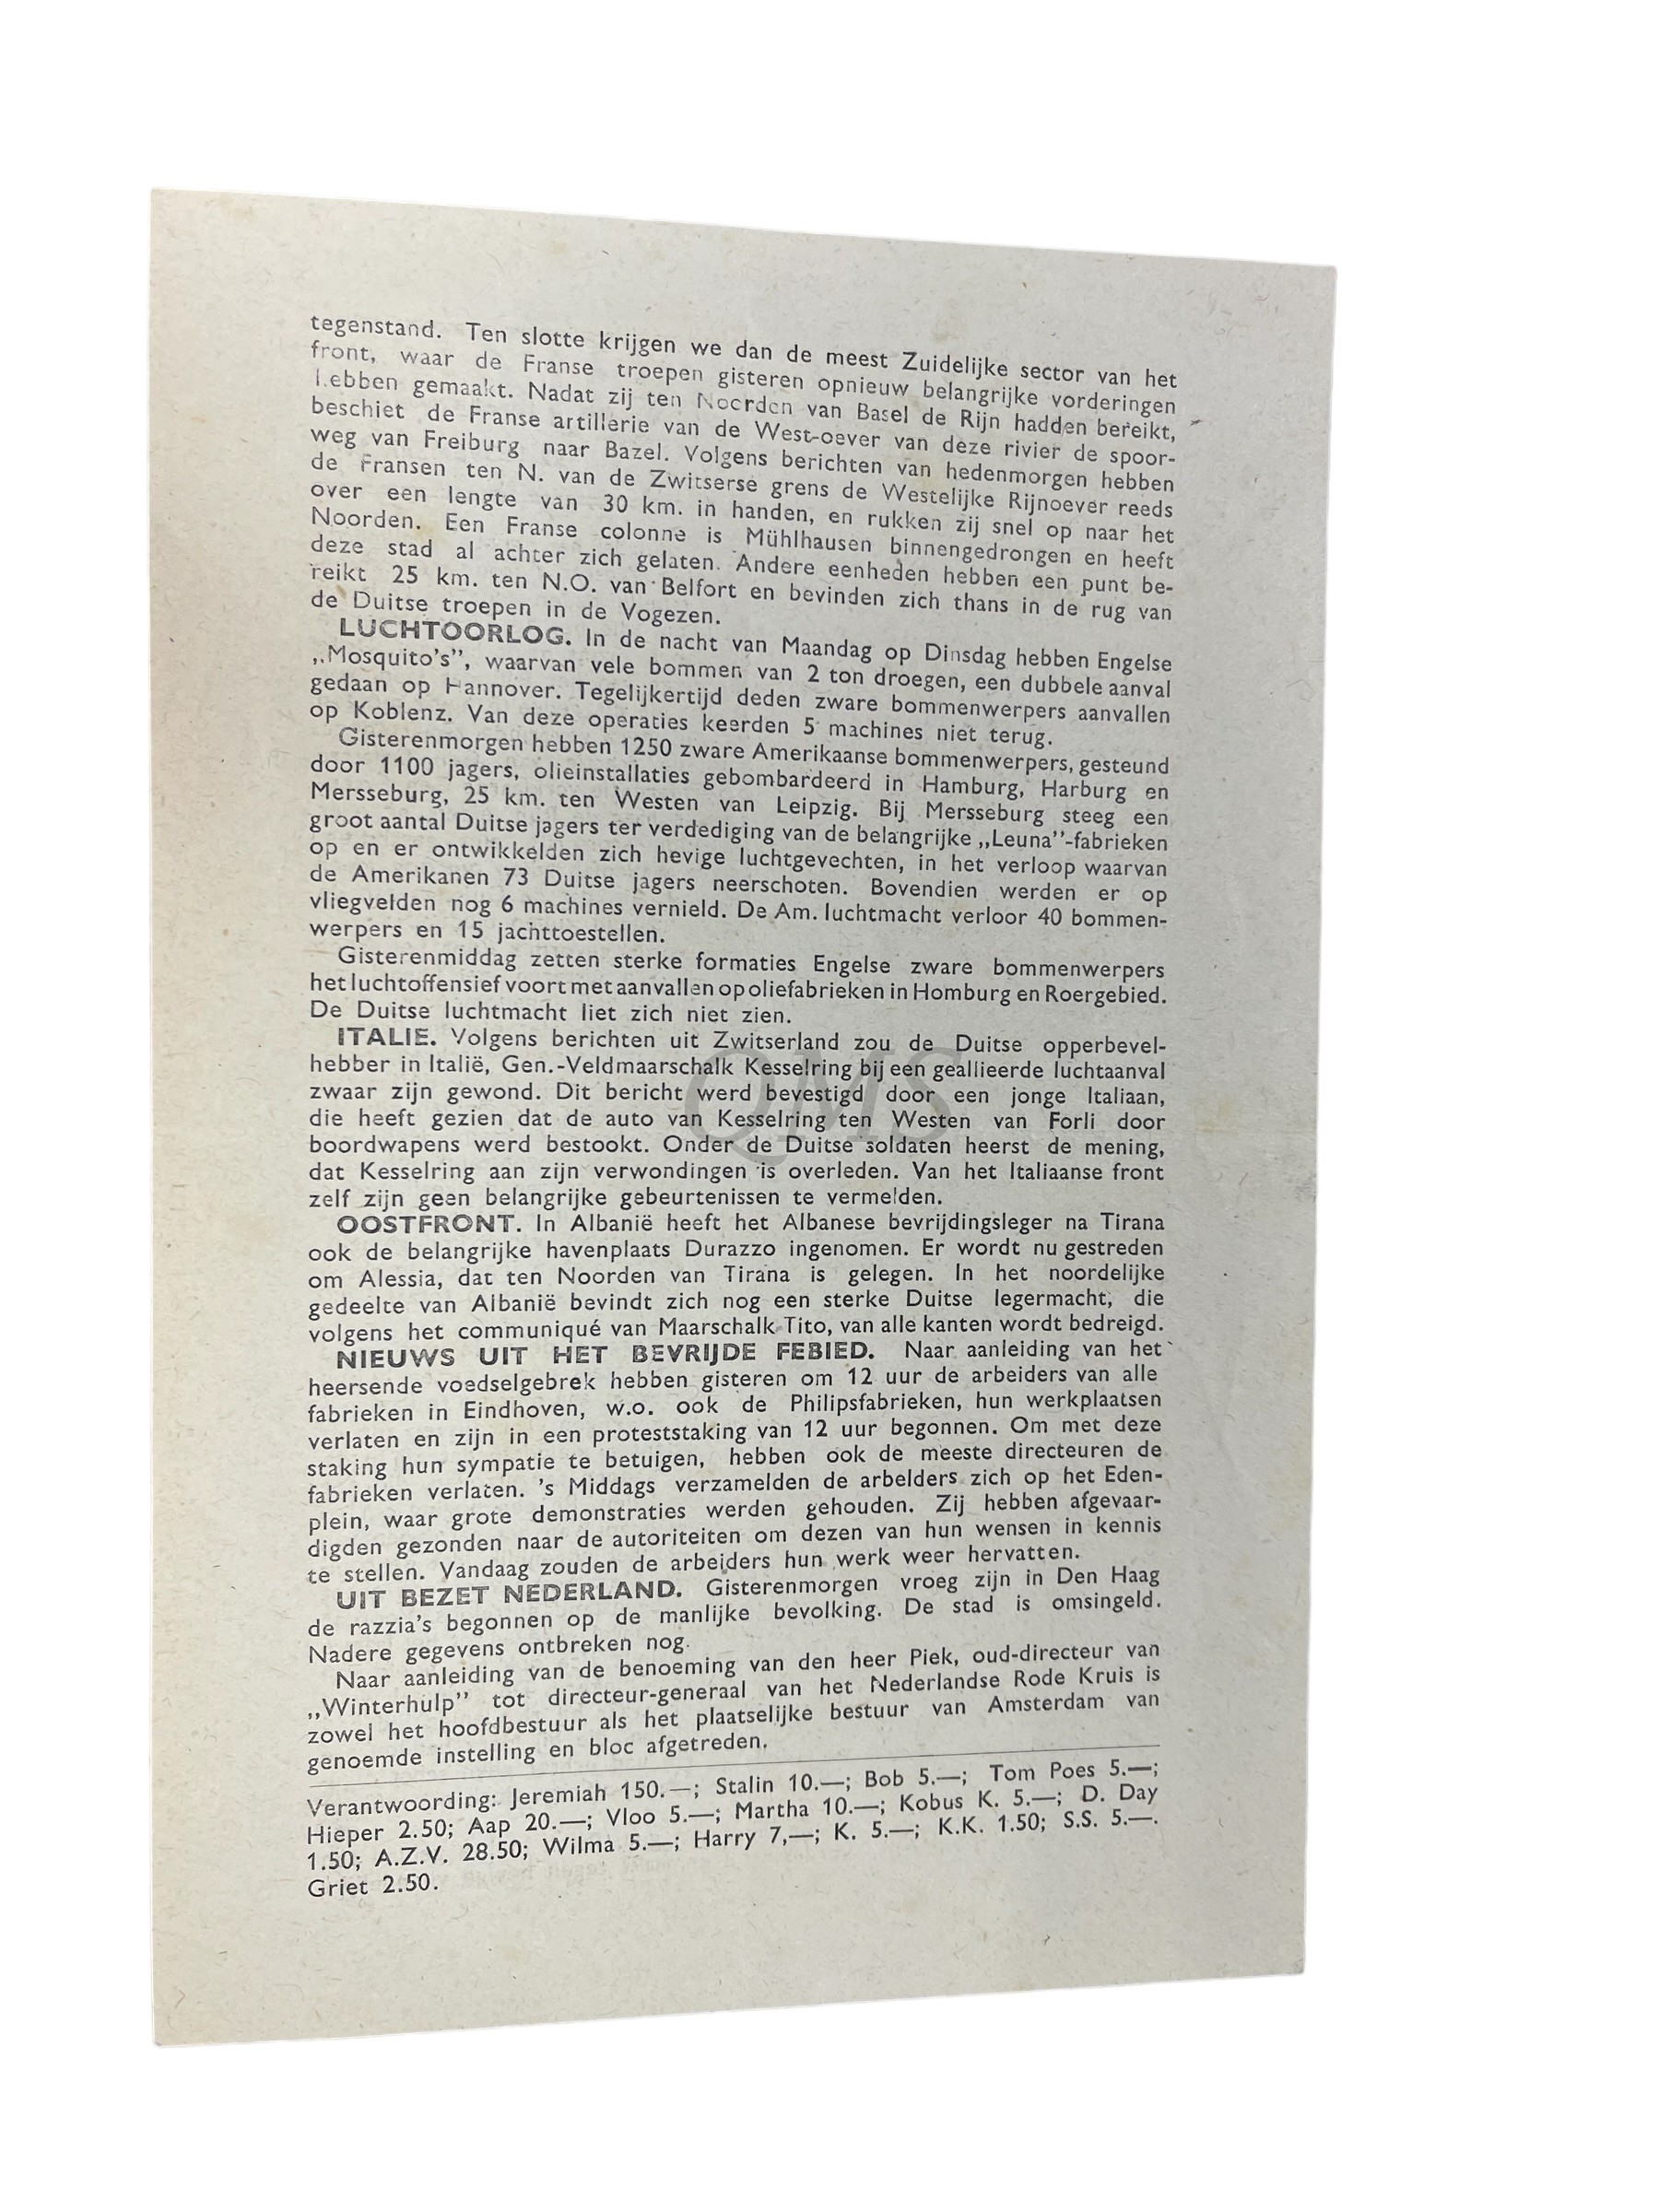 tegenstand. Ten slotte krijgen we dan de meest Zuidelijke sector van het
front, waar de Franse troepen gisteren opnieuw belangrijke vorderingen
hebben gemaakt. Nadat zij ten Noorden van Basel de Rijn hadden bereikt,
beschiet de Franse artillerie van de West-oever van deze rivier de spoor-
weg van Freiburg naar Bazel. Volgens berichten van hedenmorgen hebben
de Fransen ten N. van de Zwitserse grens de Westelijke Rijnoever reeds
over een lengte van 30 km. in handen, en rukken zij snel op naar het
Noorden. Een Franse colonne is Mühlhausen binnengedrongen en heeft
deze stad al achter zich gelaten. Andere eenheden hebben een punt be-
reikt 25 km. ten N.O. van Belfort en bevinden zich thans in de rug van
de Duitse troepen in de Vogezen.
LUCHTOORLOG. In de nacht van Maandag op Dinsdag hebben Engelse
„Mosquito's”, waarvan vele bommen van 2 ton droegen, een dubbele aanval
gedaan op Hannover. Tegelijkertijd deden zware bommenwerpers aanvallen
op Koblenz. Van deze operaties keerden 5 machines niet terug.
Gisterenmorgen hebben 1250 zware Amerikaanse bommenwerpers, gesteund
door 1100 jagers, olieinstallaties gebombardeerd in Hamburg, Harburg en
Mersseburg, 25 km. ten Westen van Leipzig. Bij Mersseburg steeg een
groot aantal Duitse jagers ter verdediging van de belangrijke „Leuna”-fabrieken
op en er ontwikkelden zich hevige luchtgevechten, in het verloop waarvan
de Amerikanen 73 Duitse jagers neerschoten. Bovendien werden er op
vliegvelden nog 6 machines vernield. De Am. luchtmacht verloor 40 bommen-
werpers en 15 jachttoestellen.
Gisterenmiddag zetten sterke formaties Engelse zware bommenwerpers
het luchtoffensief voort met aanvallen op oliefabrieken in Homburg en Roergebied.
De Duitse luchtmacht liet zich niet zien.
ITALIE. Volgens berichten uit Zwitserland zou de Duitse opperbevel-
hebber in Italië, Gen.-Veldmaarschalk Kesselring bij een geallieerde luchtaanval
zwaar zijn gewond. Dit bericht werd bevestigd door een jonge Italiaan,
die heeft gezien dat de auto van Kesselring ten Westen van Forli door
boordwapens werd bestookt. Onder de Duitse soldaten heerst de mening,
dat Kesselring aan zijn verwondingen is overleden. Van het Italiaanse front
zelf zijn geen belangrijke gebeurtenissen te vermelden.
OOSTFRONT. In Albanië heeft het Albanese bevrijdingsleger na Tirana
ook de belangrijke havenplaats Durazzo ingenomen. Er wordt nu gestreden
om Alessia, dat ten Noorden van Tirana is gelegen. In het noordelijke
gedeelte van Albanië bevindt zich nog een sterke Duitse legermacht, die
volgens het communiqué van Maarschalk Tito, van alle kanten wordt bedreigd.
NIEUWS UIT HET BEVRIJDE FEBIED. Naar aanleiding van het
heersende voedselgebrek hebben gisteren om 12 uur de arbeiders van alle
fabrieken in Eindhoven, w.o. ook de Philipsfabrieken, hun werkplaatsen
verlaten en zijn in een proteststaking van 12 uur begonnen. Om met deze
staking hun sympatie te betuigen, hebben ook de meeste directeuren de
fabrieken verlaten. 's Middags verzamelden de arbelders zich op het Eden-
plein, waar grote demonstraties werden gehouden. Zij hebben afgevaar-
digden gezonden naar de autoriteiten om dezen van hun wensen in kennis
te stellen. Vandaag zouden de arbeiders hun werk weer hervatten.
UIT BEZET NEDERLAND. Gisterenmorgen vroeg zijn in Den Haag
de razzia's begonnen op de manlijke bevolking. De stad is omsingeld.
Nadere gegevens ontbreken nog.
Naar aanleiding van de benoeming van den heer Piek, oud-directeur van
„Winterhulp” tot directeur-generaal van het Nederlandse Rode Kruis is
zowel het hoofdbestuur als het plaatselijke bestuur van Amsterdam van
genoemde instelling en bloc afgetreden.
Verantwoording: Jeremiah 150.—; Stalin 10.—; Bob 5.—; Tom Poes 5.—;
Hieper 2.50; Aap 20.—; Vloo 5.—; Martha 10.—; Kobus K. 5.—; D. Day
1.50; A.Z.V. 28.50; Wilma 5.—; Harry 7,—; K. 5.—; K.K. 1.50; S.S. 5.—.
Griet 2.50.
QMS